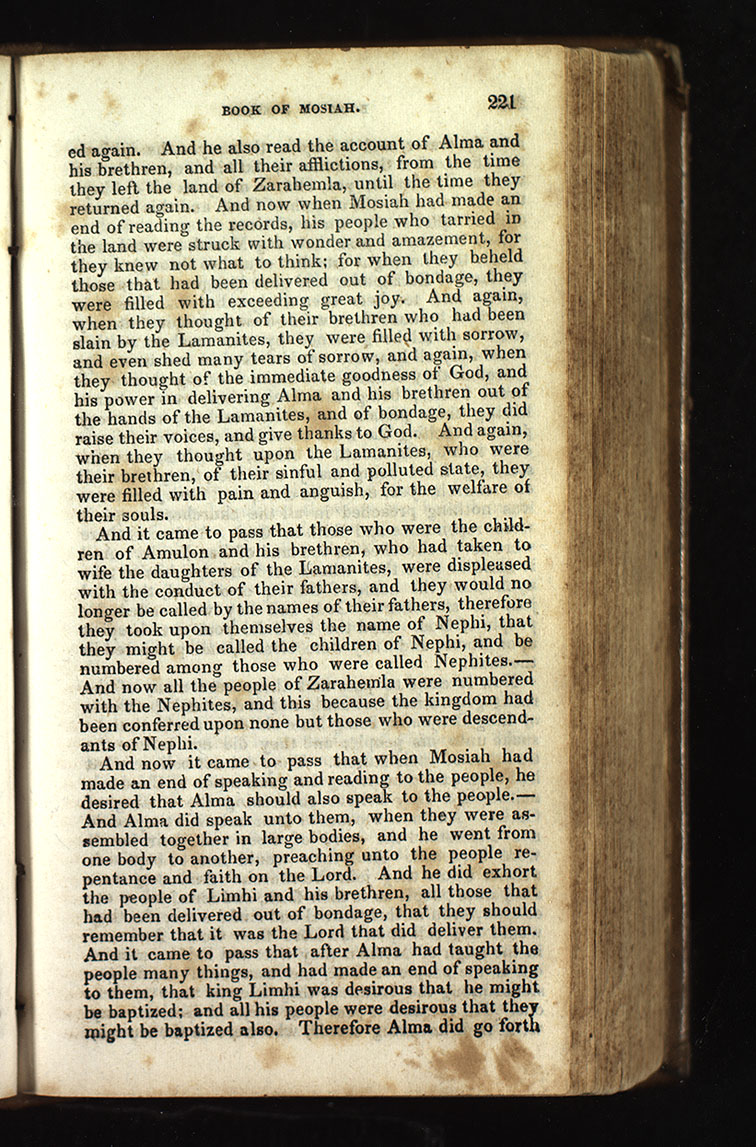 BOOK OF MOSIAH. 221
ed again. And he also read the account of Alma and
his brethren, and all their afflictions, from the time
they left the land of Zarahemla, until the time they
returned again. And now when Mosiah had made an
end of reading the records, his people who tarried in
the land were struck with wonder and amazement, for
they knew not what to think; for when they beheld
those that had been delivered out of bondage, they
were filled with exceeding great joy. And again,
when they thought of their brethren who had been
slain by the Lamanites, they were filled with sorrow,
and even shed many tears of sorrow, and again, when
they thought of the immediate goodness of God, and
his power in delivering Alma and his brethren out of
the hands of the Lamanites, and of bondage, they did
raise their voices, and give thanks to God. And again,
when they thought upon the Lamanites, who were
their brethren, of their sinful and polluted state, they
were filled with pain and anguish, for the welfare of
their souls.
And it came to pass that those who were the child-
ren of Amulon and his brethren, who had taken to
wife the daughters of the Lamanites, were displeased
with the conduct of their fathers, and they would no
longer be called by the names of their fathers, therefore
they took upon themselves the name of Nephi, that
they might be called the children of Nephi, and be
numbered among those who were called Nephites.—
And now all the people of Zarahemla were numbered
with the Nephites, and this because the kingdom had
been conferred upon none but those who were descend-
ants of Nephi.
And now it came to pass that when Mosiah had
made an end of speaking and reading to the people, he
desired that Alma should also speak to the people.—
And Alma did speak unto them, when they were as-
sembled together in large bodies, and he went from
one body to another, preaching unto the people re-
pentance and faith on the Lord. And he did exhort
the people of Limhi and his brethren, all those that
had been delivered out of bondage, that they should
remember that it was the Lord that did deliver them.
And it came to pass that after Alma had taught the
people many things, and had made an end of speaking
to them, that king Limhi was desirous that he might
be baptized; and all his people were desirous that they
might be baptized also. Therefore Alma did go forth